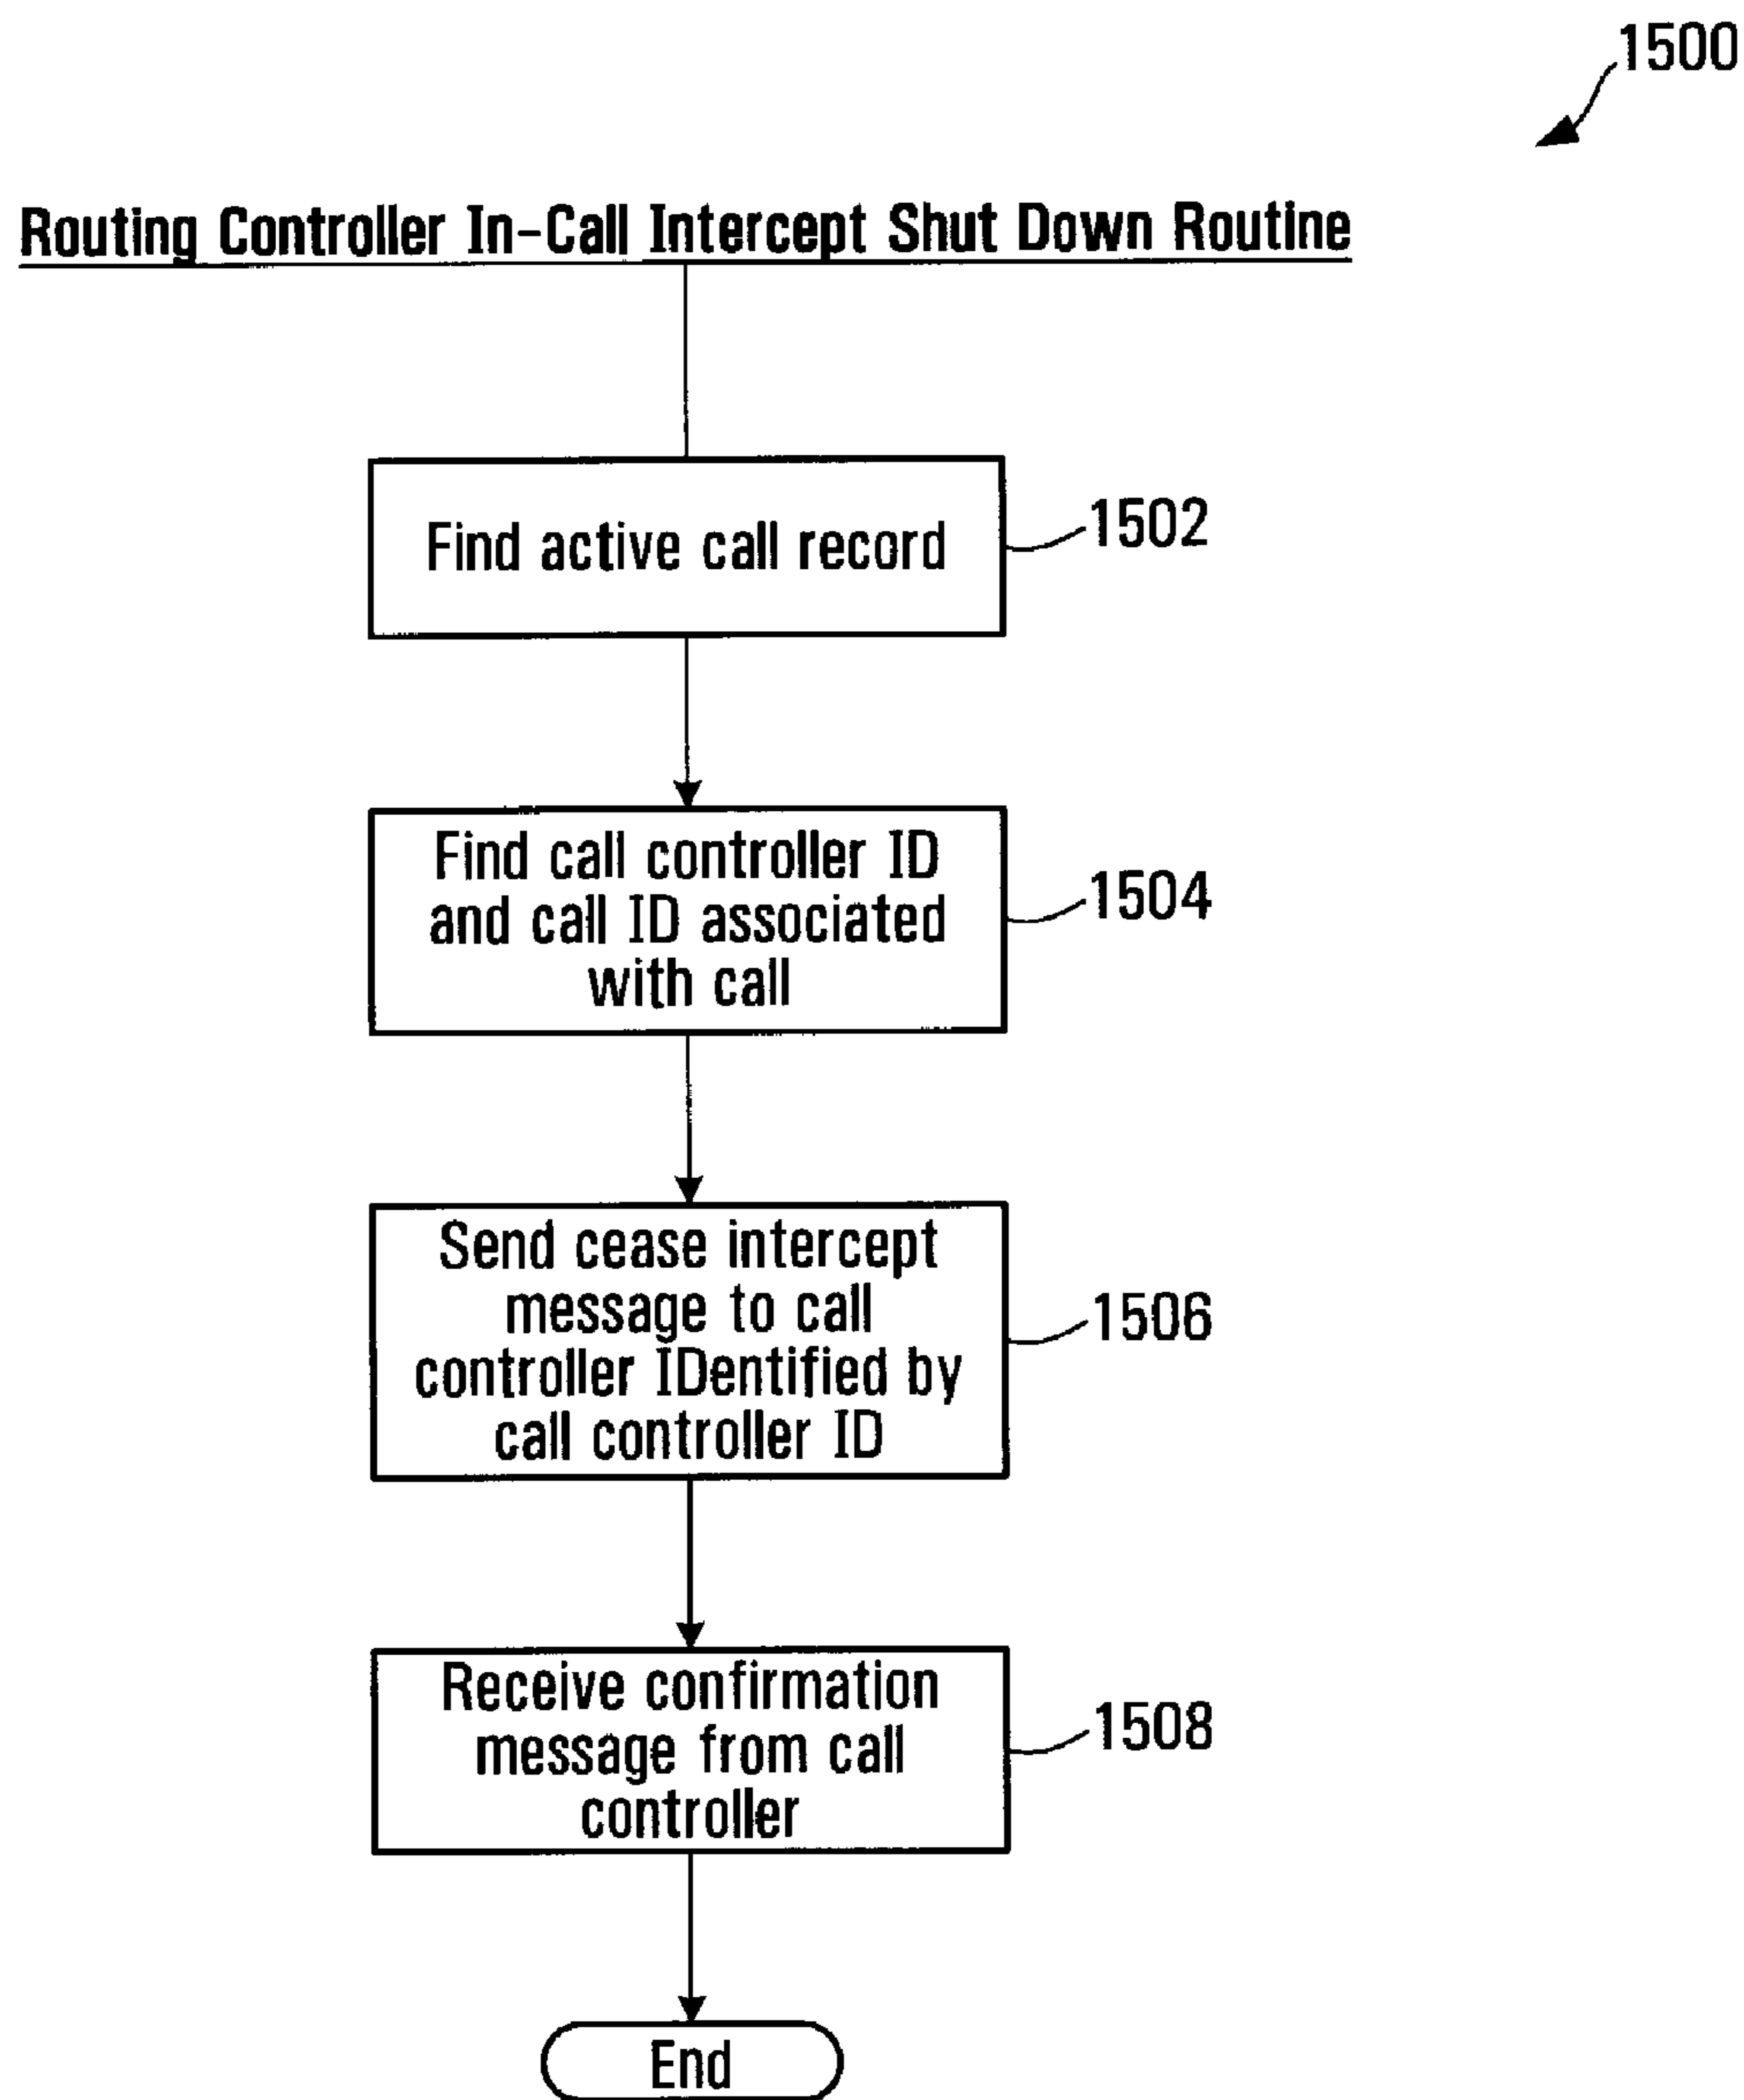 1500
Routing Controller In-Call Intercept Shut Down Routine
Find active call record
1502
Find call controller ID
and call ID associated
with call
1504
Send cease intercept
message to call
controller IDentified by
call controller ID
1506
Receive confirmation
message from call
controller
1508
End